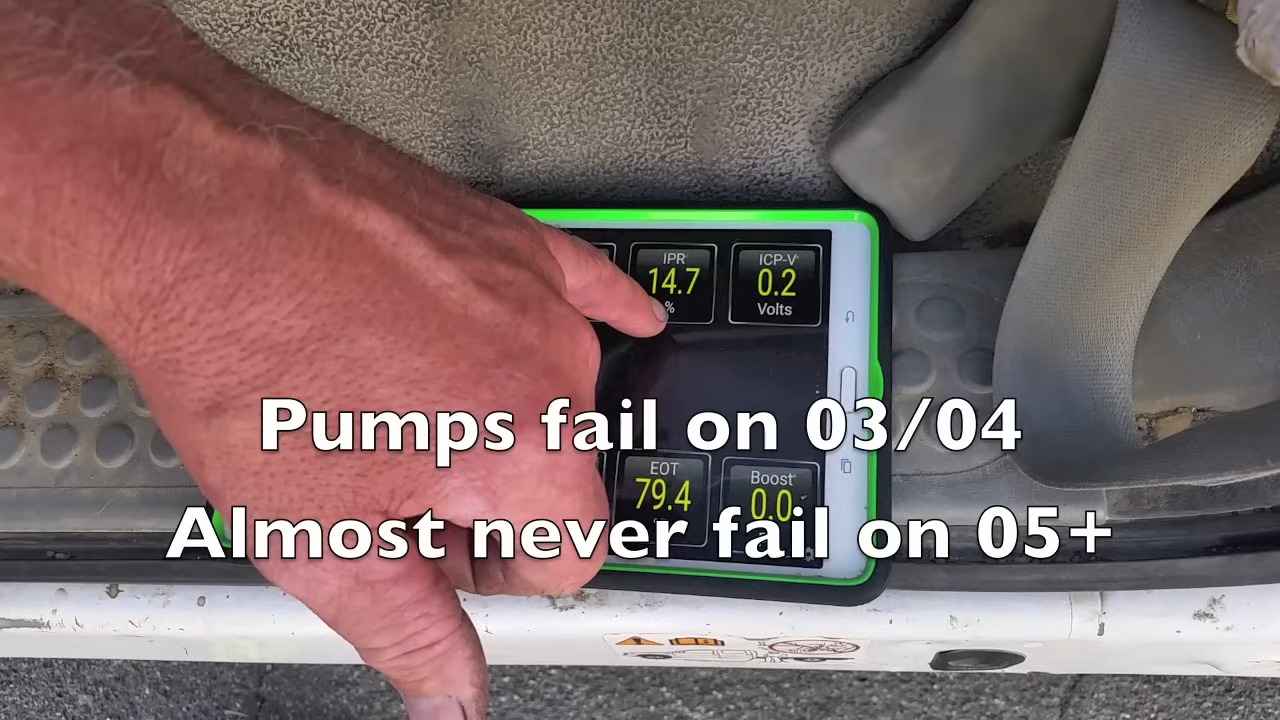 IPR
14.7
%
ICP-V
0.2
Volts
Pumps fail on 03/04
EOT
79.4
Boost
0.0
Almost never fail on 05+